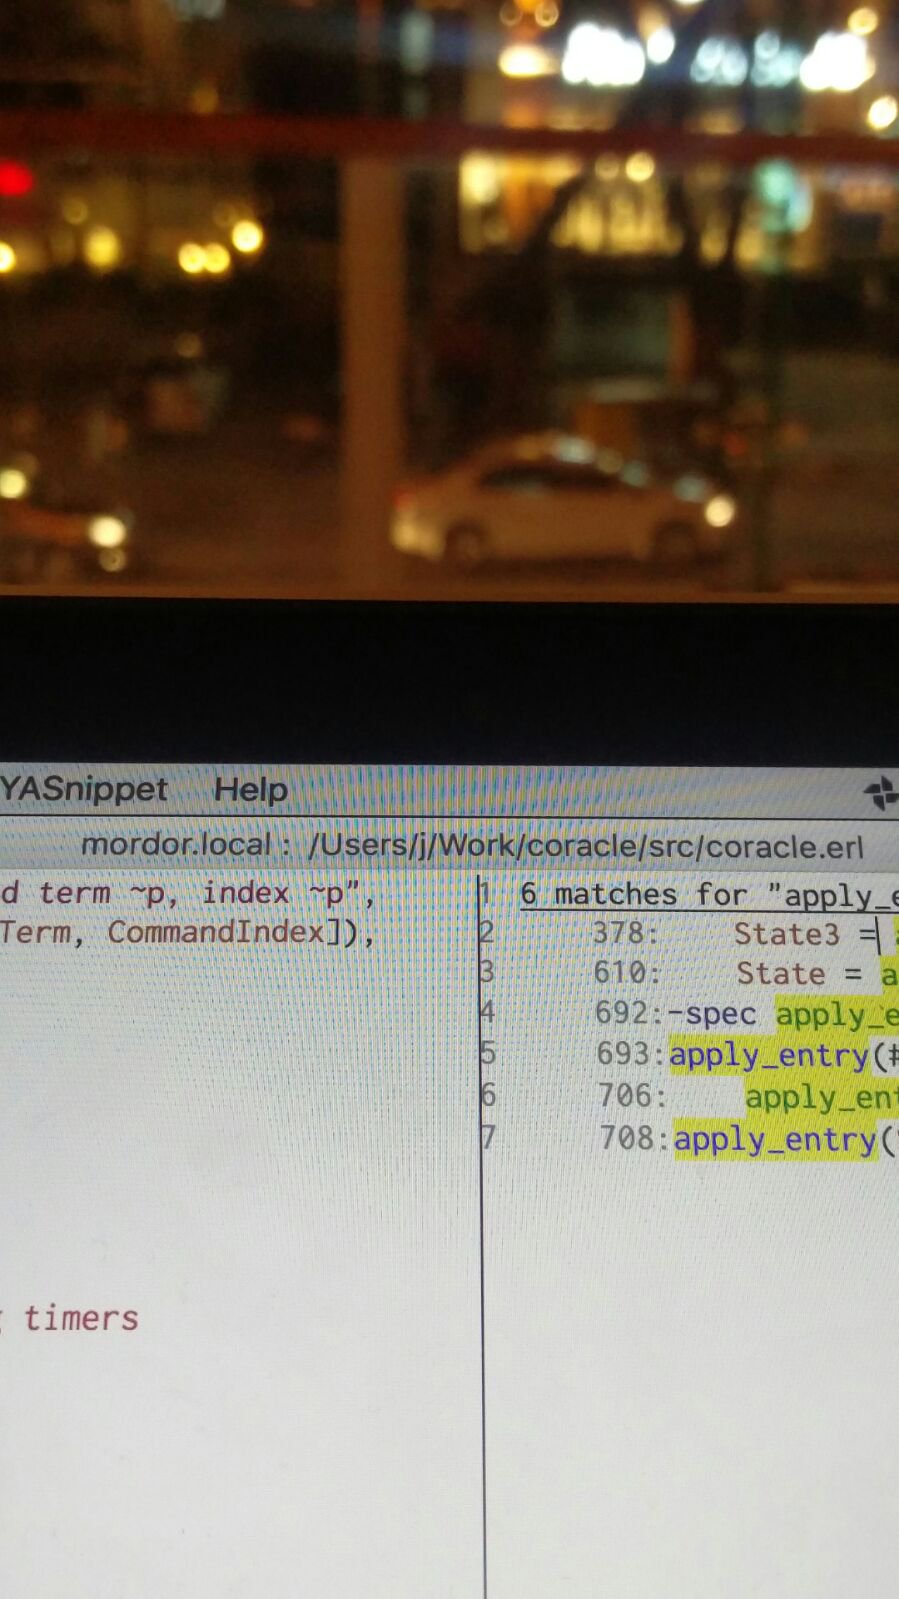 YASnippet Help
mordor.local : /Users/j/Work/coracle/src/coracle.erl
d term ~p, index ~p",
Term, CommandIndex]),
timers
1 6 matches for "apply_e
2 378: State3 =
3 610: State = a
4 692:-spec apply_e
5 693:apply_entry(#
6 706: apply_ent
7 708:apply_entry(